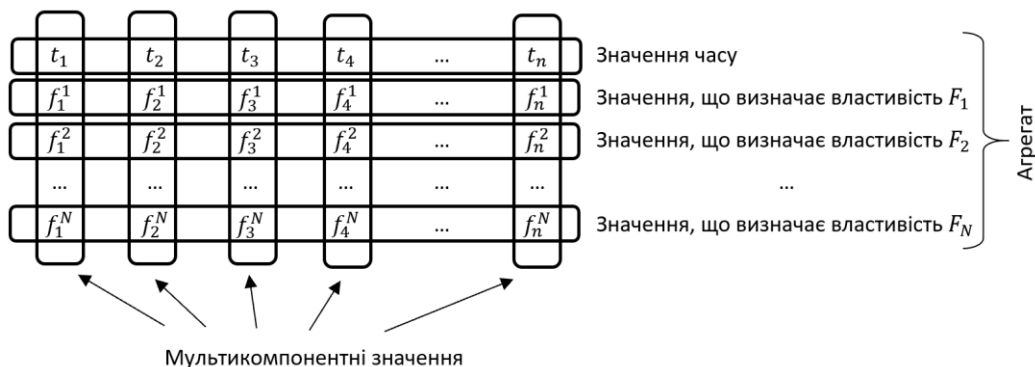 t₁ t₂ t₃ t₄ ... tₙ Значення часу
f₁¹ f₂¹ f₃¹ f₄¹ ... fₙ¹ Значення, що визначає властивість F₁
f₁² f₂² f₃² f₄² ... fₙ² Значення, що визначає властивість F₂
... ... ... ... ... ... ...
f₁ᴺ f₂ᴺ f₃ᴺ f₄ᴺ ... fₙᴺ Значення, що визначає властивість F_N
Агрегат
Мультикомпонентні значення